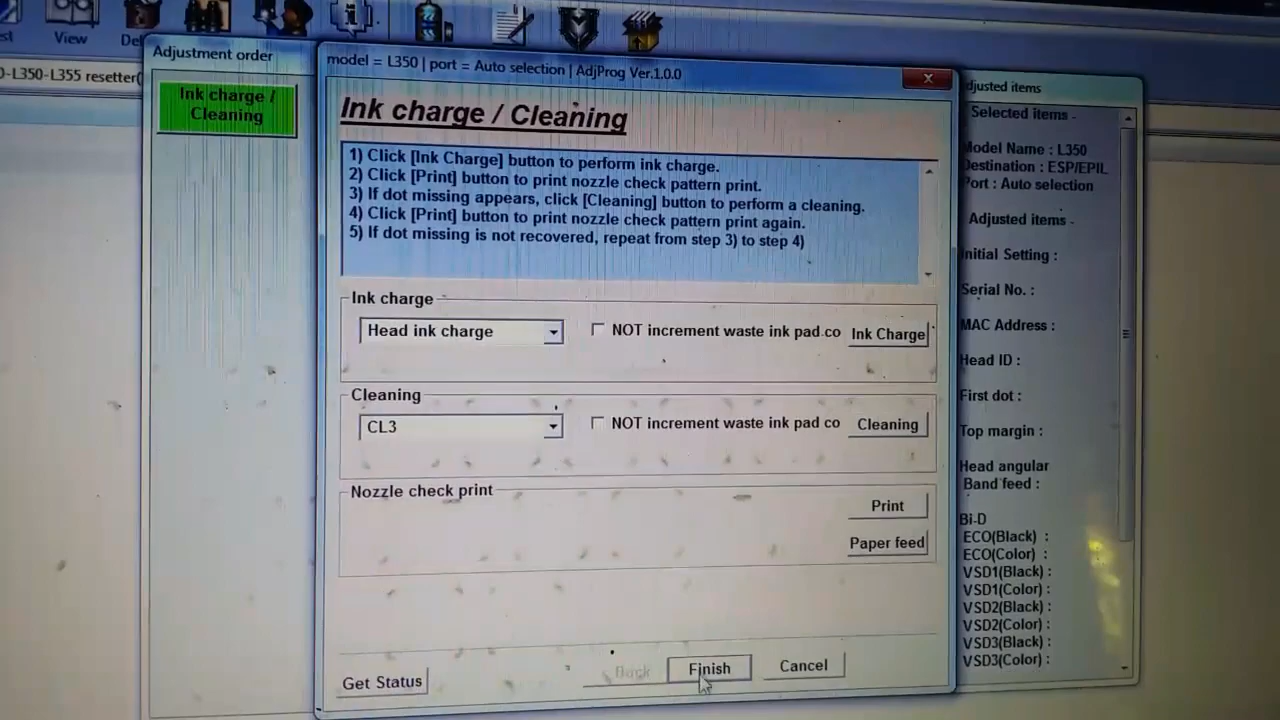 View
Adjustment order
0-L350-L355 resetter(
Ink charge /
Cleaning
model = L350 | port = Auto selection | AdjProg Ver.1.0.0
Ink charge / Cleaning
1) Click [Ink Charge] button to perform ink charge.
2) Click [Print] button to print nozzle check pattern print.
3) If dot missing appears, click [Cleaning] button to perform a cleaning.
4) Click [Print] button to print nozzle check pattern print again.
5) If dot missing is not recovered, repeat from step 3) to step 4)
Ink charge
Head ink charge
NOT increment waste ink pad co
Ink Charge
Cleaning
CL3
NOT increment waste ink pad co
Cleaning
Nozzle check print
Print
Paper feed
Get Status
Back
Finish
Cancel
djusted items
Selected items -
Model Name : L350
Destination : ESP/EPIL
Port : Auto selection
Adjusted items -
Initial Setting :
Serial No. :
MAC Address :
Head ID :
First dot :
Top margin :
Head angular
Band feed :
Bi-D
ECO(Black) :
ECO(Color) :
VSD1(Black) :
VSD1(Color) :
VSD2(Black) :
VSD2(Color) :
VSD3(Black) :
VSD3(Color) :